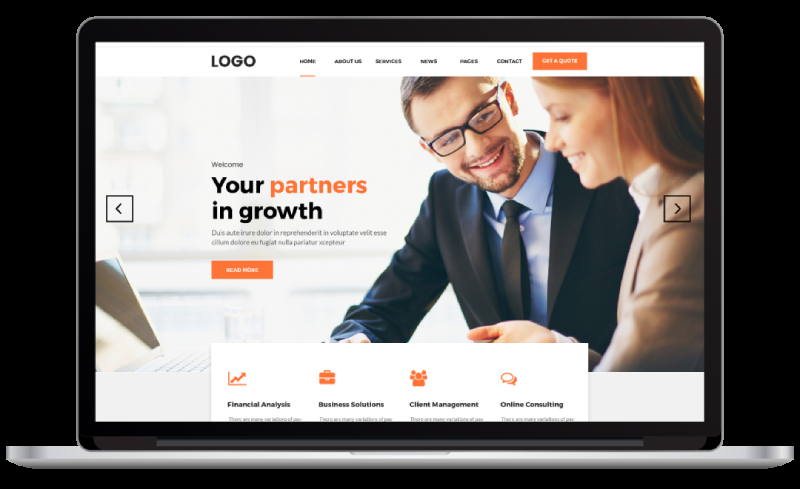 LOGO HOME ABOUT US SERVICES NEWS PAGES CONTACT GET A QUOTE
Welcome
Your partners
in growth
Duis aute irure dolor in reprehenderit in voluptate velit esse
cillum dolore eu fugiat nulla pariatur xcepteur
READ MORE
Financial Analysis Business Solutions Client Management Online Consulting
There are many variations of pas There are many variations of pas There are many variations of pas There are many variations of pas